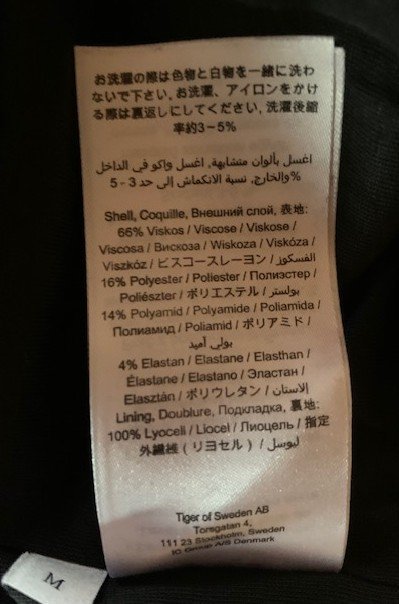 お洗濯の際は色物と白物を一緒に洗わ
ないで下さい, お洗濯、アイロンをかけ
る際は裏返しにしてください, 洗濯後縮
率約3~5%
اغسل بألوان متشابهة, اغسل واكو في الداخل
والخارج, نسبة الانكماش إلى حد 3 - 5%
Shell, Coquille, Внешний слой, 表地:
66% Viskos / Viscose / Viskose /
Viscosa / Вискоза / Wiskoza / Viskóza /
Viszkóz / ビスコースレーヨン / الفسكوز
16% Polyester / Poliester / Полиэстер /
Poliészter / ポリエステル / بولستر
14% Polyamid / Polyamide / Poliamida /
Полиамид / Poliamid / ポリアミド /
بولي أميد
4% Elastan / Elastane / Elasthan /
Élastane / Elastano / Эластан /
Elasztán / ポリウレタン / الاستان
Lining, Doublure, Подкладка, 裏地:
100% Lyocell / Liocel / Лиоцель / 指定
外繊維 ( リヨセル ) / ليوسل
Tiger of Sweden AB
Torsgatan 4,
111 23 Stockholm, Sweden
IC Group A/S Denmark
M